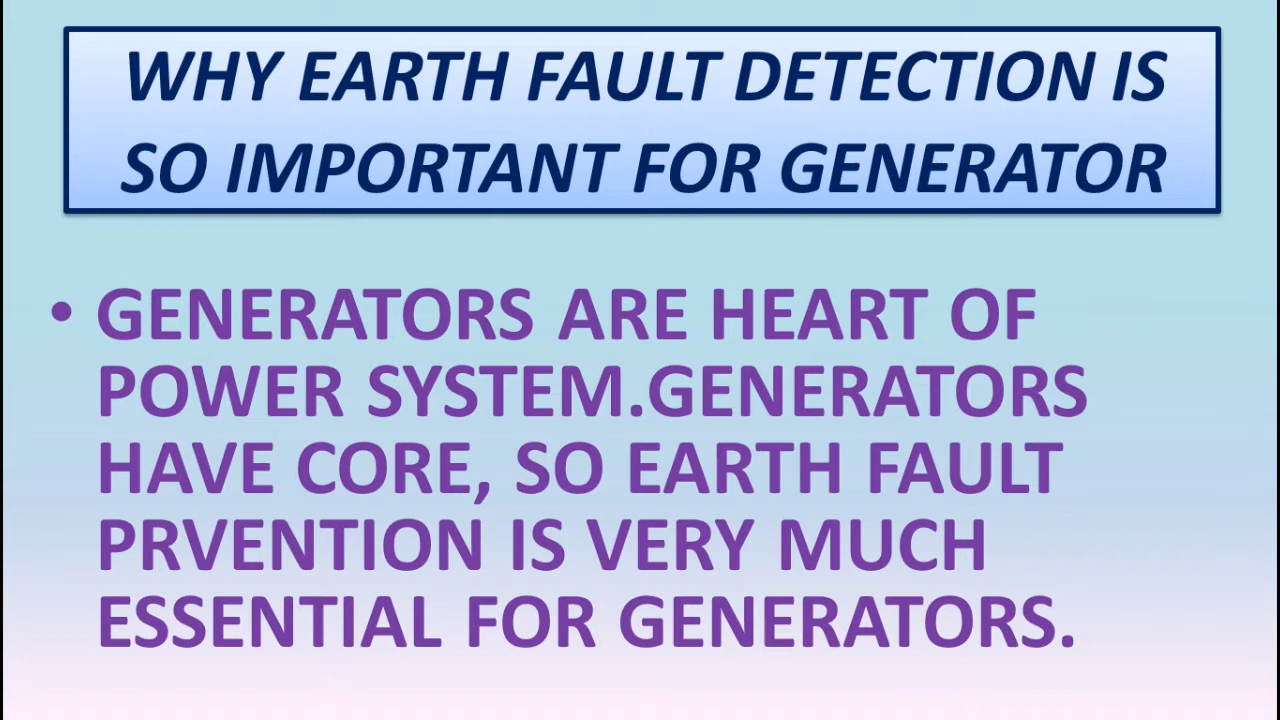 WHY EARTH FAULT DETECTION IS
SO IMPORTANT FOR GENERATOR
• GENERATORS ARE HEART OF
POWER SYSTEM.GENERATORS
HAVE CORE, SO EARTH FAULT
PRVENTION IS VERY MUCH
ESSENTIAL FOR GENERATORS.